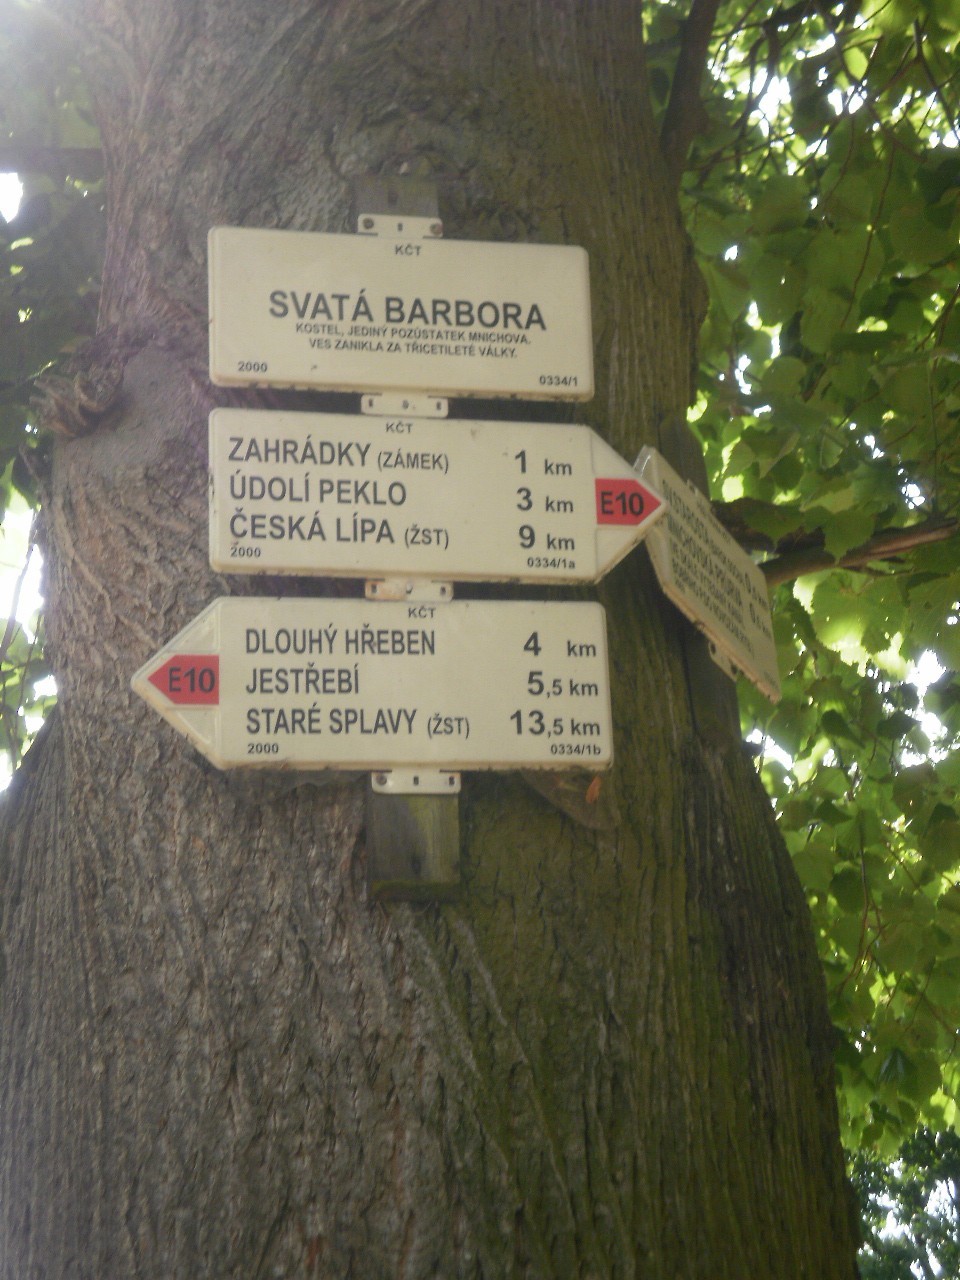 KČT
SVATÁ BARBORA
KOSTEL, JEDINÝ POZŮSTATEK MNICHOVA.
VES ZANIKLA ZA TŘICETILETÉ VÁLKY.
2000 0334/1
KČT
ZAHRÁDKY (ZÁMEK) 1 km
ÚDOLÍ PEKLO 3 km
ČESKÁ LÍPA (ŽST) 9 km
E10
2000 0334/1a
KČT
DLOUHÝ HŘEBEN 4 km
JESTŘEBÍ 5,5 km
STARÉ SPLAVY (ŽST) 13,5 km
E10
2000 0334/1b